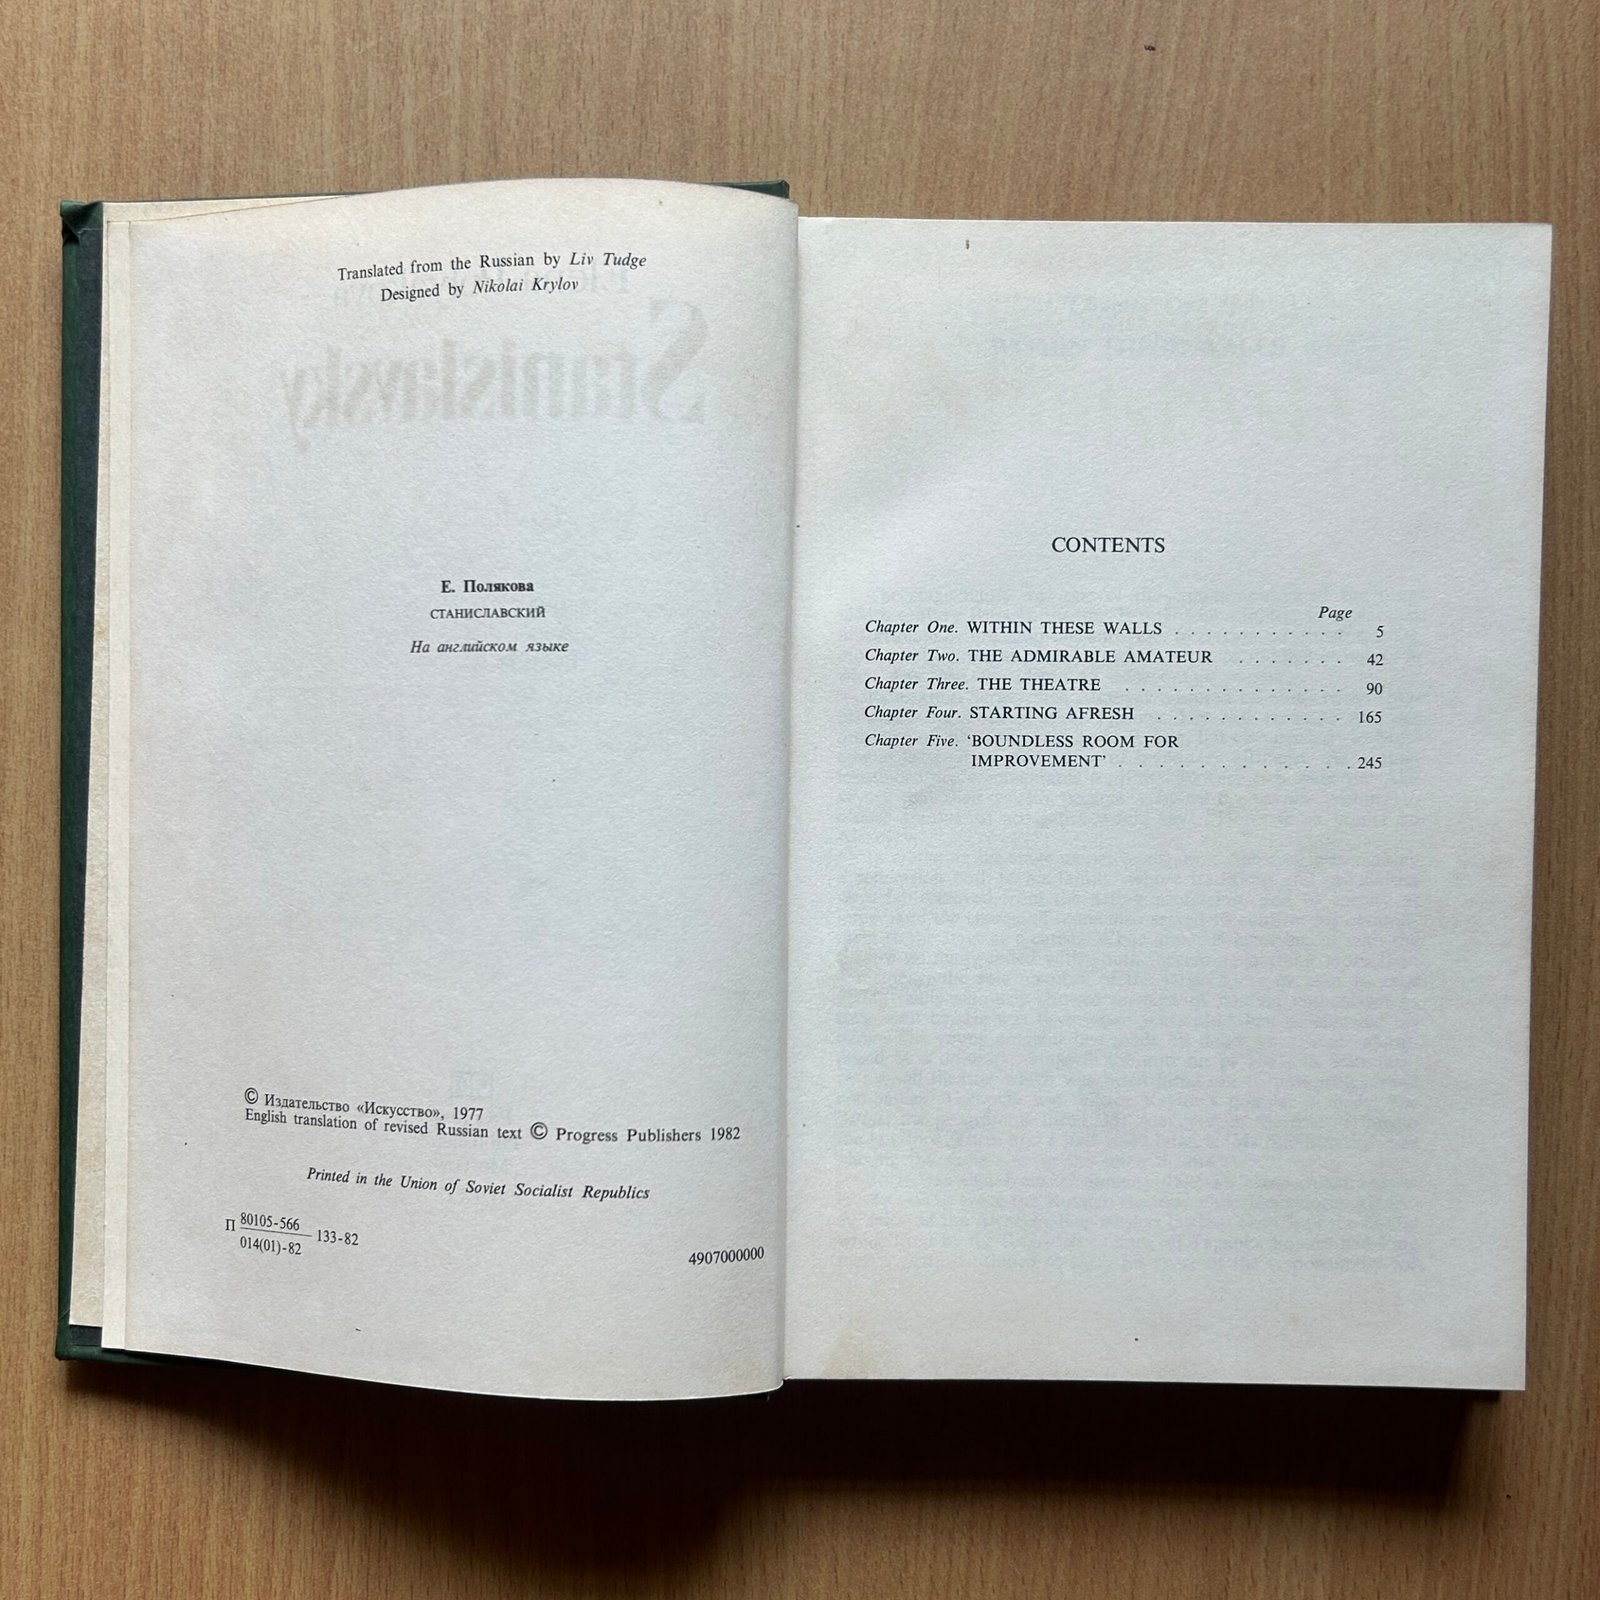 Translated from the Russian by Liv Tudge
Designed by Nikolai Krylov
Stanislavsky
Е. Полякова
СТАНИСЛАВСКИЙ
На английском языке
© Издательство «Искусство», 1977
English translation of revised Russian text © Progress Publishers 1982
Printed in the Union of Soviet Socialist Republics
П 80105-566
014(01)-82 133-82
4907000000
CONTENTS
Page
Chapter One. WITHIN THESE WALLS . . . . . . . . . . . 5
Chapter Two. THE ADMIRABLE AMATEUR . . . . . . . 42
Chapter Three. THE THEATRE . . . . . . . . . . . . . . 90
Chapter Four. STARTING AFRESH . . . . . . . . . . . . 165
Chapter Five. ‘BOUNDLESS ROOM FOR
IMPROVEMENT’ . . . . . . . . . . . . 245